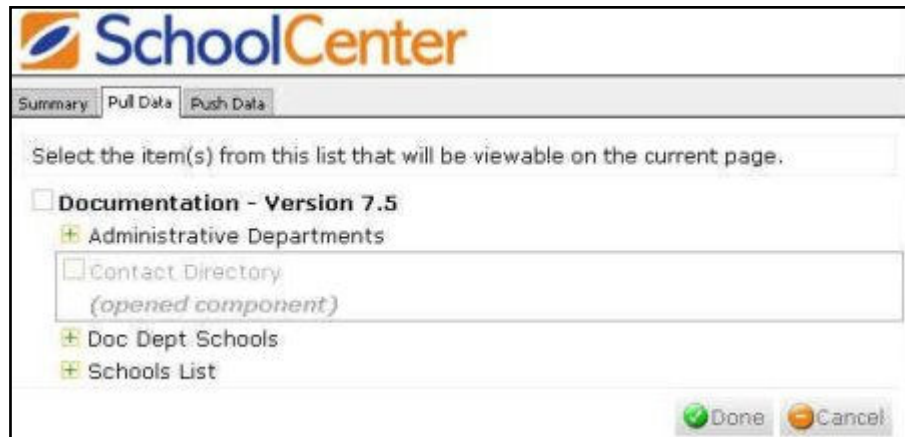 SchoolCenter
Summary Pull Data Push Data
Select the item(s) from this list that will be viewable on the current page.
Documentation - Version 7.5
Administrative Departments
Contact Directory
(opened component)
Doc Dept Schools
Schools List
Done Cancel